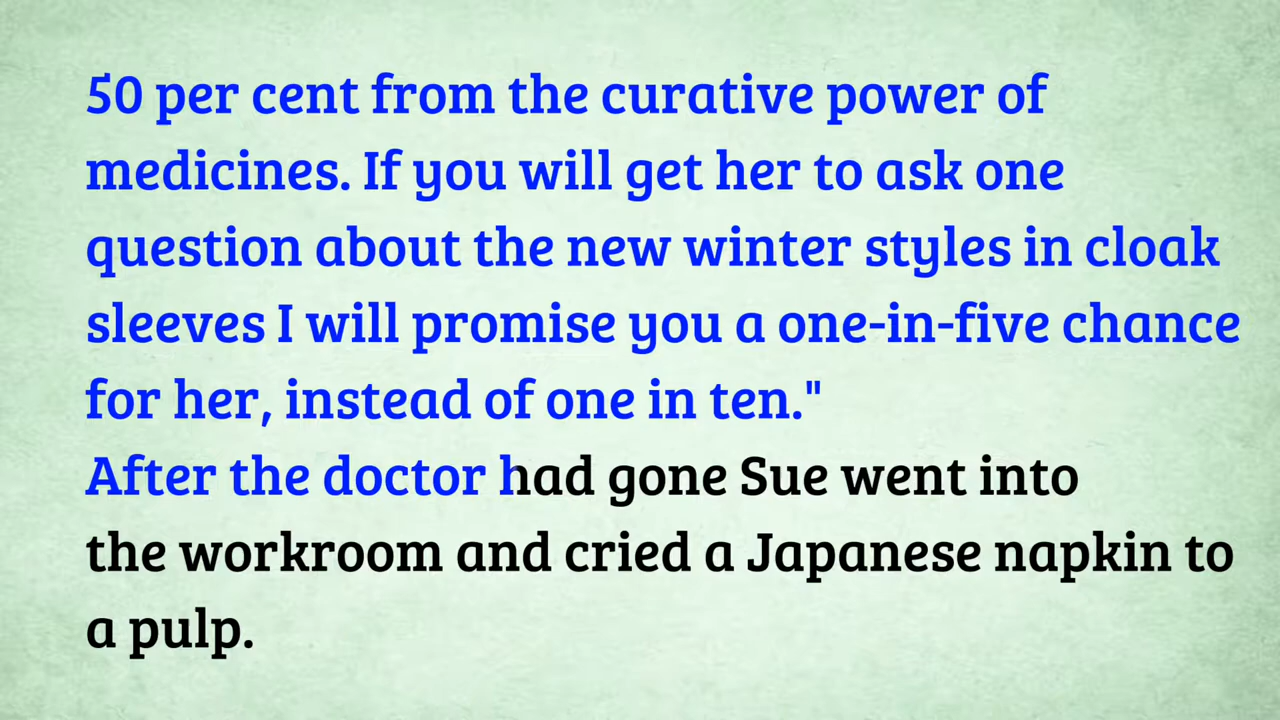 50 per cent from the curative power of
medicines. If you will get her to ask one
question about the new winter styles in cloak
sleeves I will promise you a one-in-five chance
for her, instead of one in ten."
After the doctor had gone Sue went into
the workroom and cried a Japanese napkin to
a pulp.